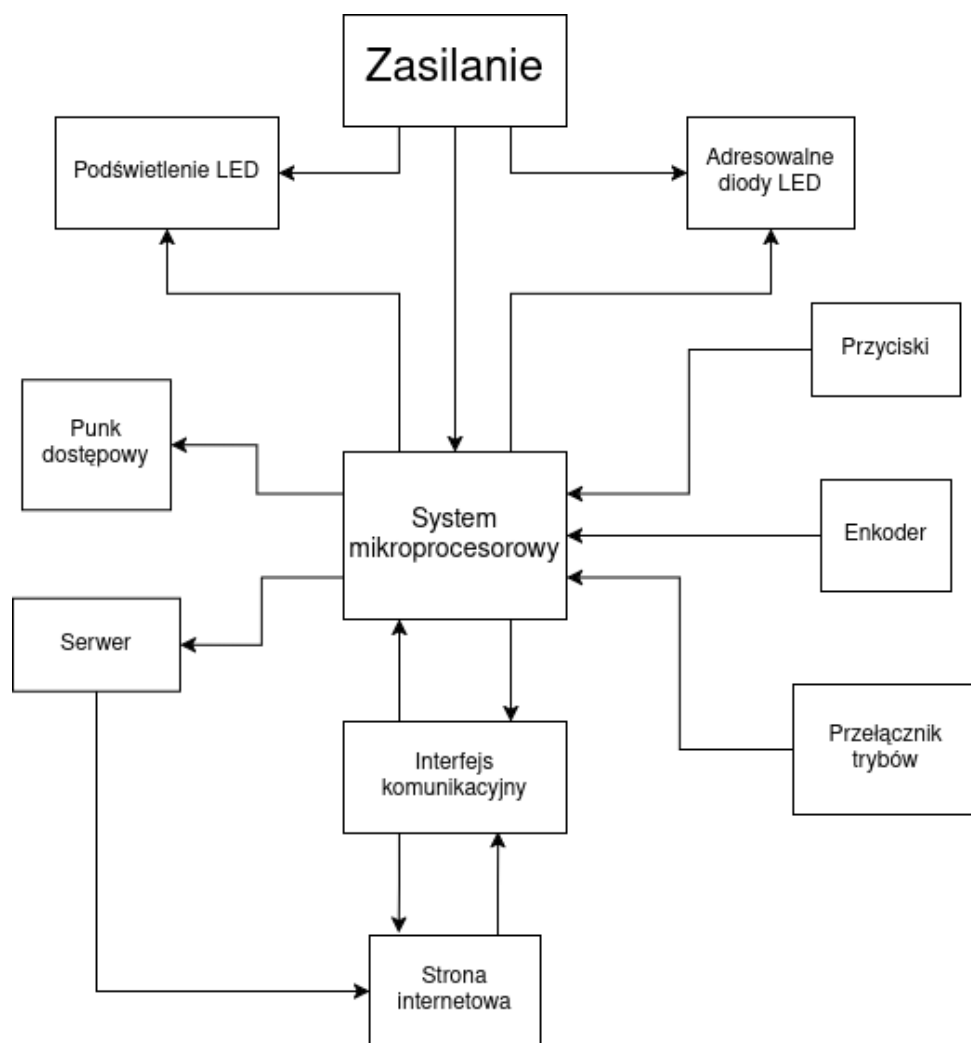 Zasilanie
Podświetlenie LED
Adresowalne
diody LED
Przyciski
Punk
dostępowy
System
mikroprocesorowy
Enkoder
Serwer
Przełącznik
trybów
Interfejs
komunikacyjny
Strona
internetowa